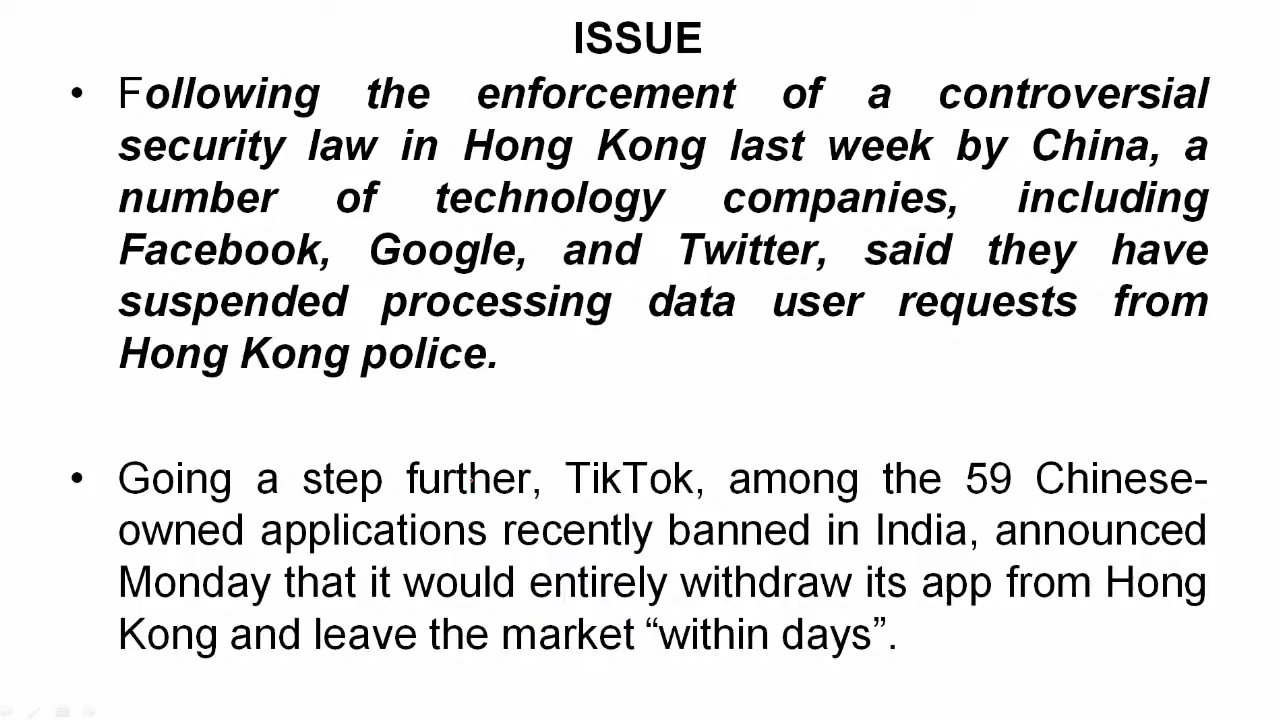 ISSUE
• Following the enforcement of a controversial
security law in Hong Kong last week by China, a
number of technology companies, including
Facebook, Google, and Twitter, said they have
suspended processing data user requests from
Hong Kong police.
• Going a step further, TikTok, among the 59 Chinese-
owned applications recently banned in India, announced
Monday that it would entirely withdraw its app from Hong
Kong and leave the market “within days”.